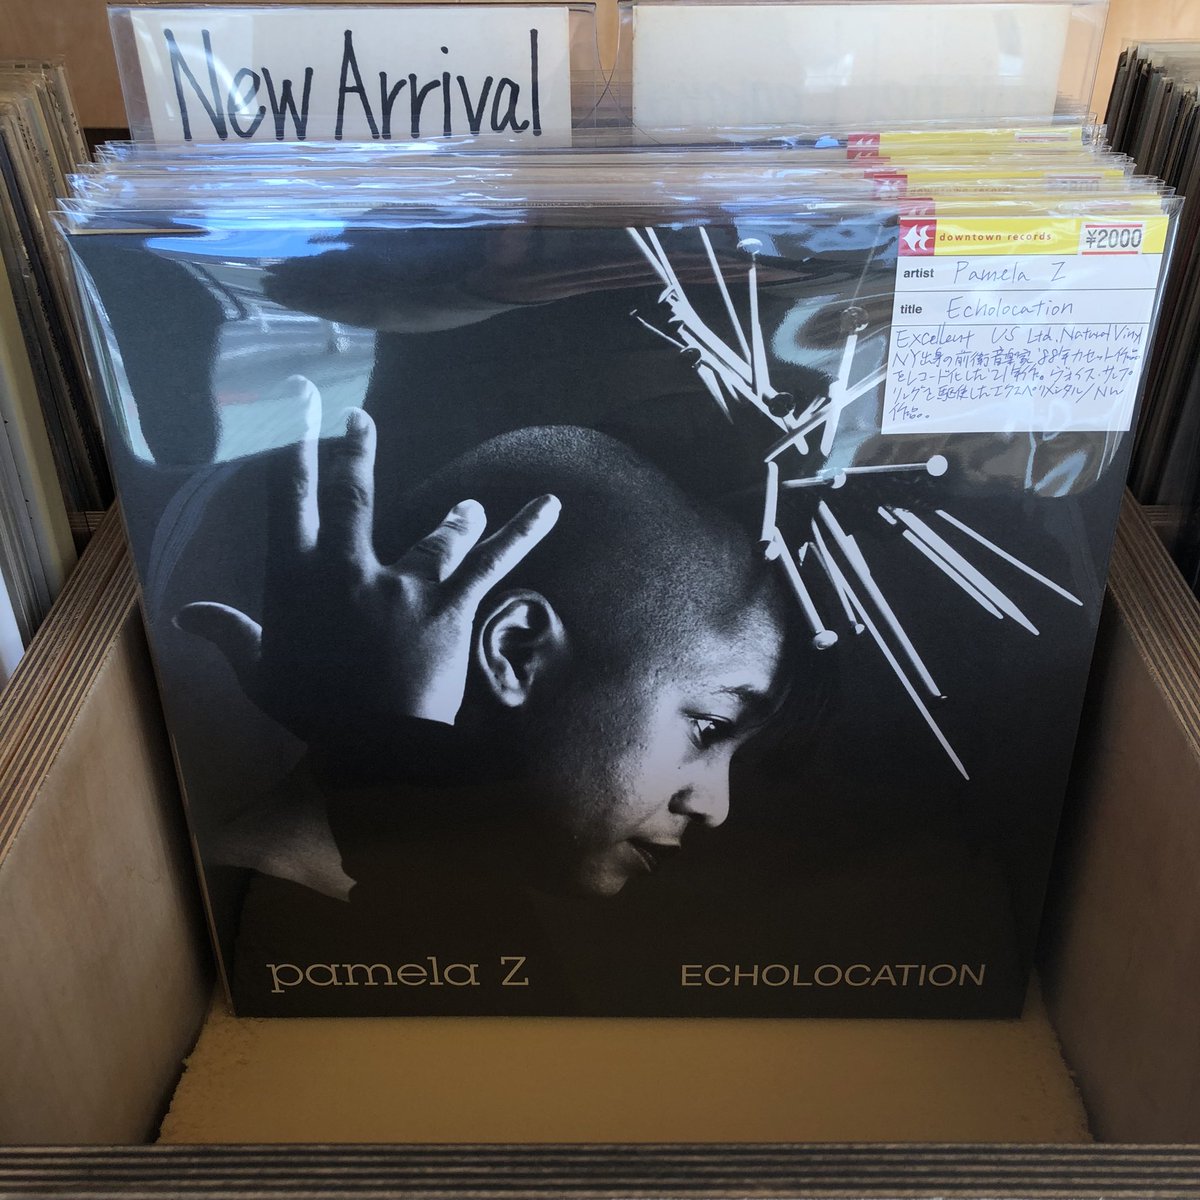 New Arrival
downtown records ¥2000
artist Pamela Z
title Echolocation
Excellent US Ltd. Natural Vinyl
NY出身の前衛音楽家 '88年カセット作品
をレコード化した'21年作。ヴォイス、サンプ
リングを駆使したエクスペリメンタル/NW
作品。
pamela Z ECHOLOCATION